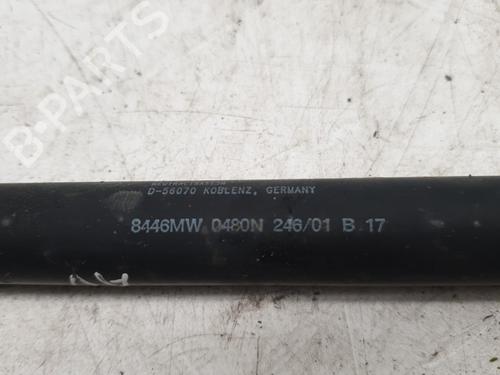 D-56070 KOBLENZ, GERMANY
8446MW 0480N 246/01 B 17
B-PARTS